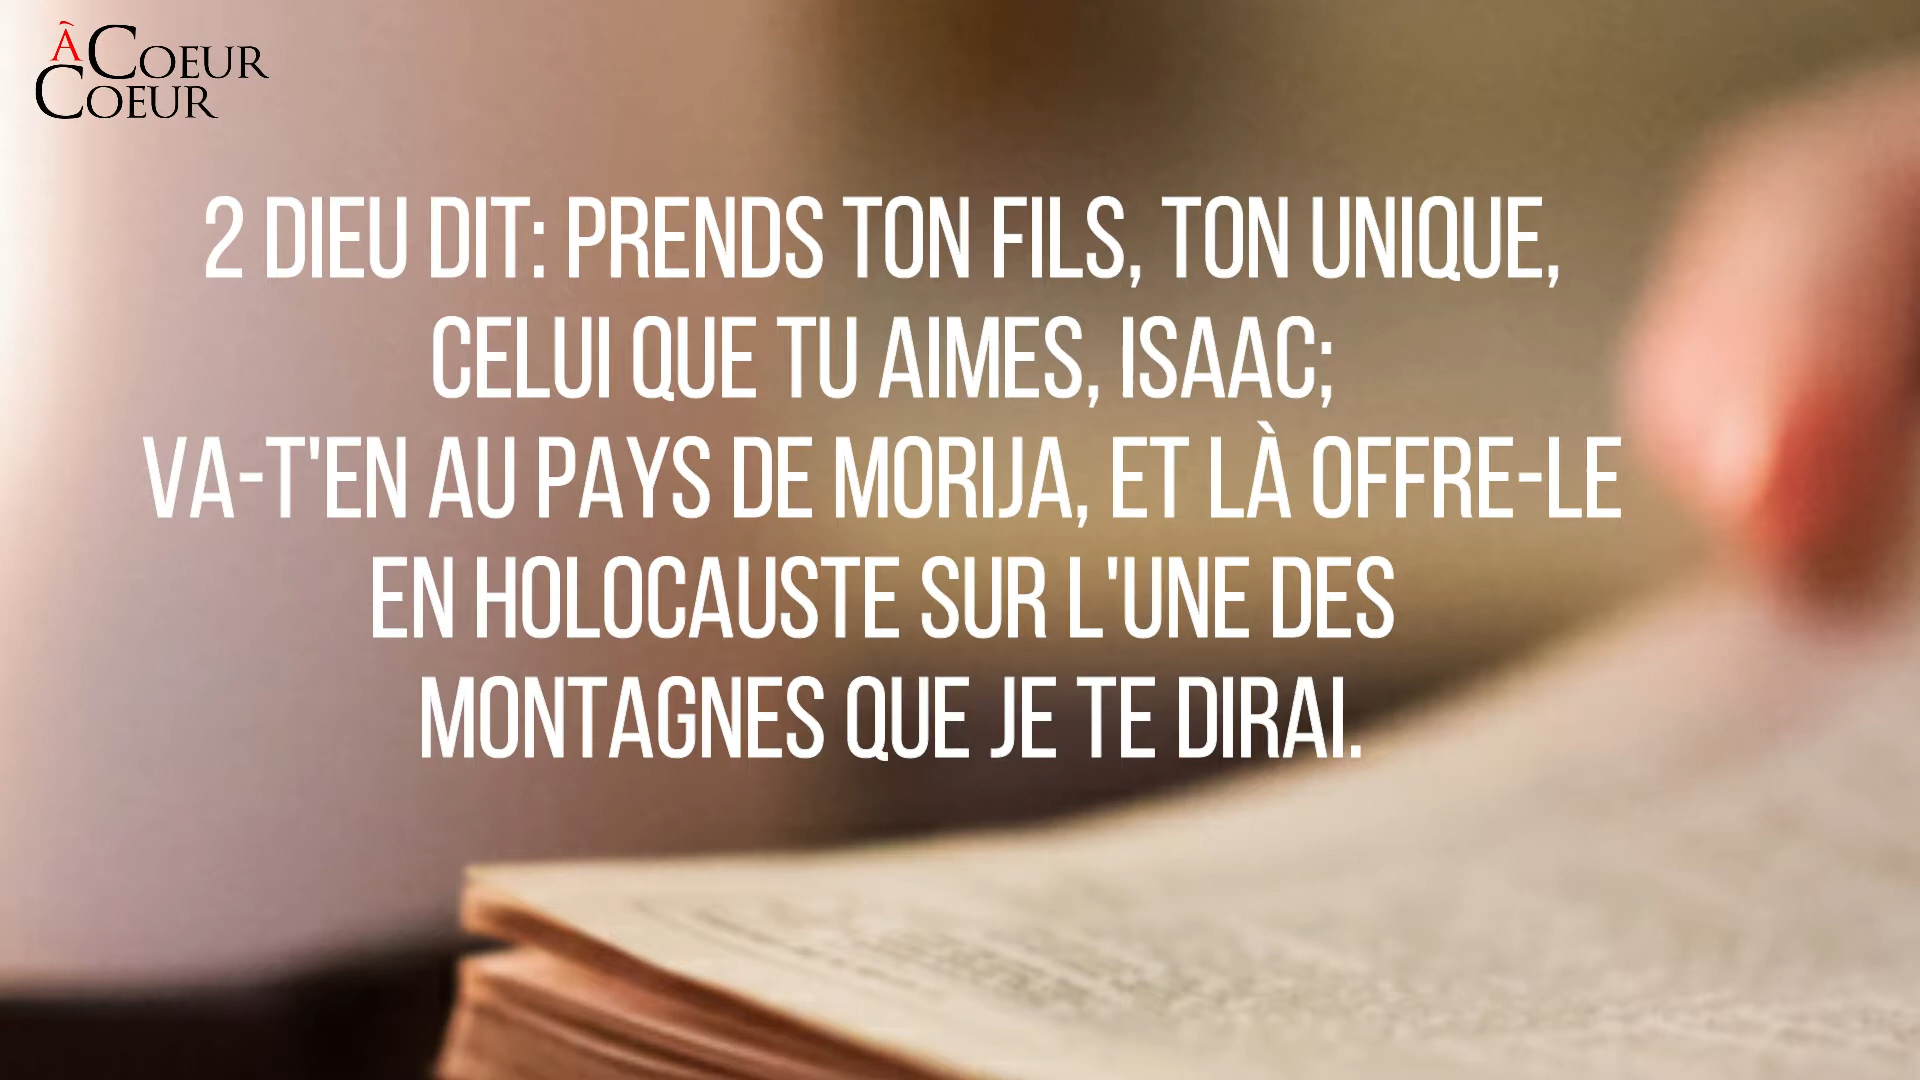 À COEUR
COEUR
2 DIEU DIT: PRENDS TON FILS, TON UNIQUE,
CELUI QUE TU AIMES, ISAAC;
VA-T'EN AU PAYS DE MORIJA, ET LÀ OFFRE-LE
EN HOLOCAUSTE SUR L'UNE DES
MONTAGNES QUE JE TE DIRAI.